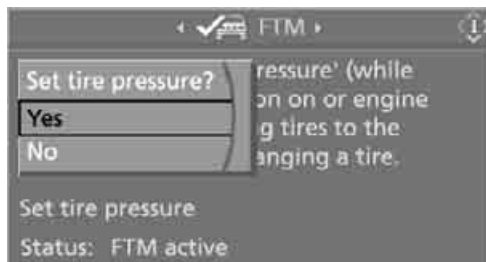 FTM
Set tire pressure?
Yes
No
ressure' (while
on on or engine
g tires to the
anging a tire.
Set tire pressure
Status: FTM active